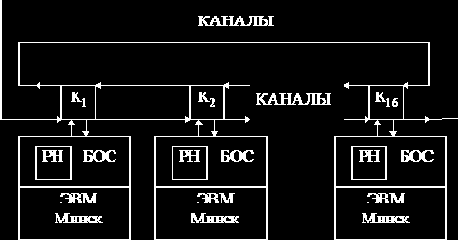 КАНАЛЫ
К1 К2 КАНАЛЫ К16
РН БОС РН БОС РН БОС
ЭВМ ЭВМ ЭВМ
Минск Минск Минск